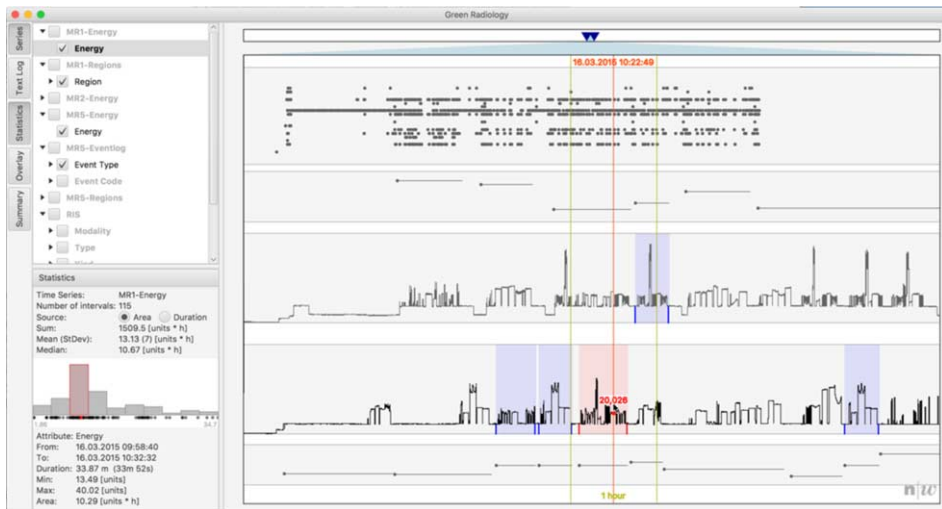 Green Radiology
Series
Text Log
Statistics
Overlay
Summary
MR1-Energy
Energy
MR1-Regions
Region
MR2-Energy
MR5-Energy
Energy
MR5-Eventlog
Event Type
Event Code
MR5-Regions
RIS
Modality
Type
Statistics
Time Series: MR1-Energy
Number of intervals: 115
Source: Area Duration
Sum: 1509.5 [units * h]
Mean (StDev): 13.13 (7) [units * h]
Median: 10.67 [units * h]
1,86 54,7
Attribute: Energy
From: 16.03.2015 09:58:40
To: 16.03.2015 10:32:32
Duration: 33.87 m (33m 52s)
Min: 13.49 [units]
Max: 40.02 [units]
Area: 10.29 [units * h]
16.03.2015 10:22:49
20,026
1 hour
n|w